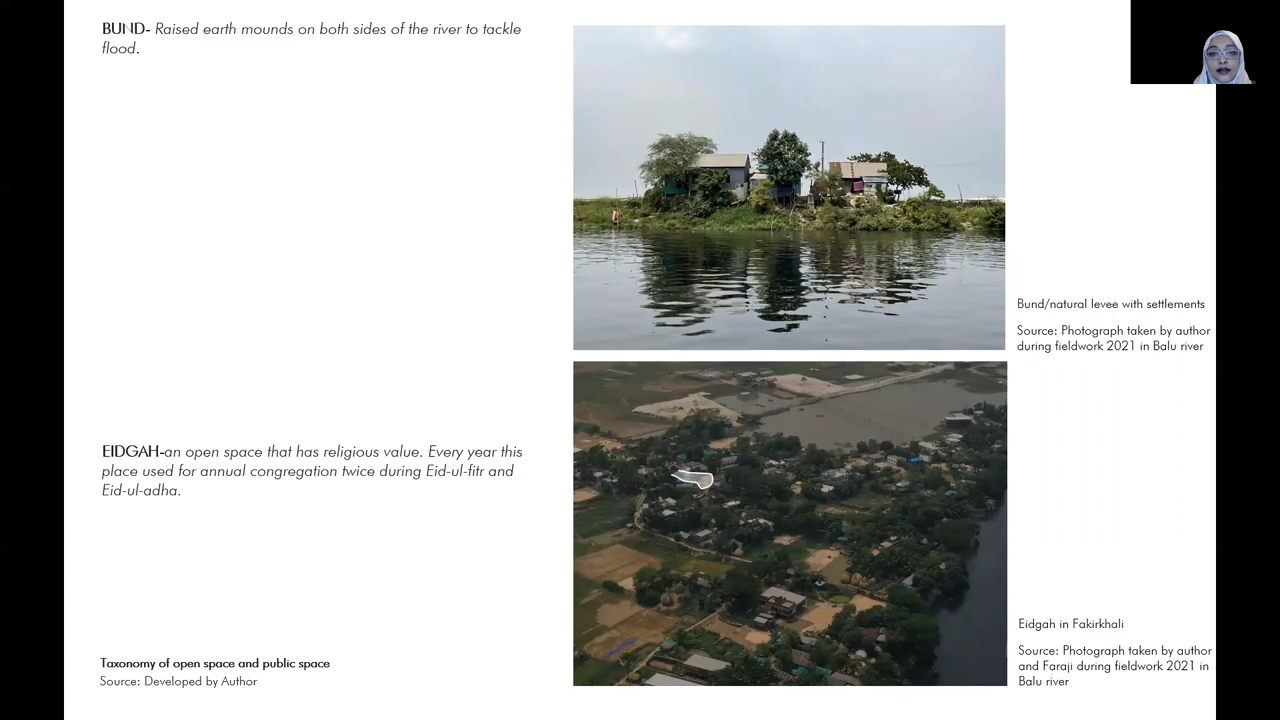 BUND- Raised earth mounds on both sides of the river to tackle
flood.
Bund/natural levee with settlements
Source: Photograph taken by author
during fieldwork 2021 in Balu river
EIDGAH-an open space that has religious value. Every year this
place used for annual congregation twice during Eid-ul-fitr and
Eid-ul-adha.
Eidgah in Fakirkhali
Source: Photograph taken by author
and Faraji during fieldwork 2021 in
Balu river
Taxonomy of open space and public space
Source: Developed by Author